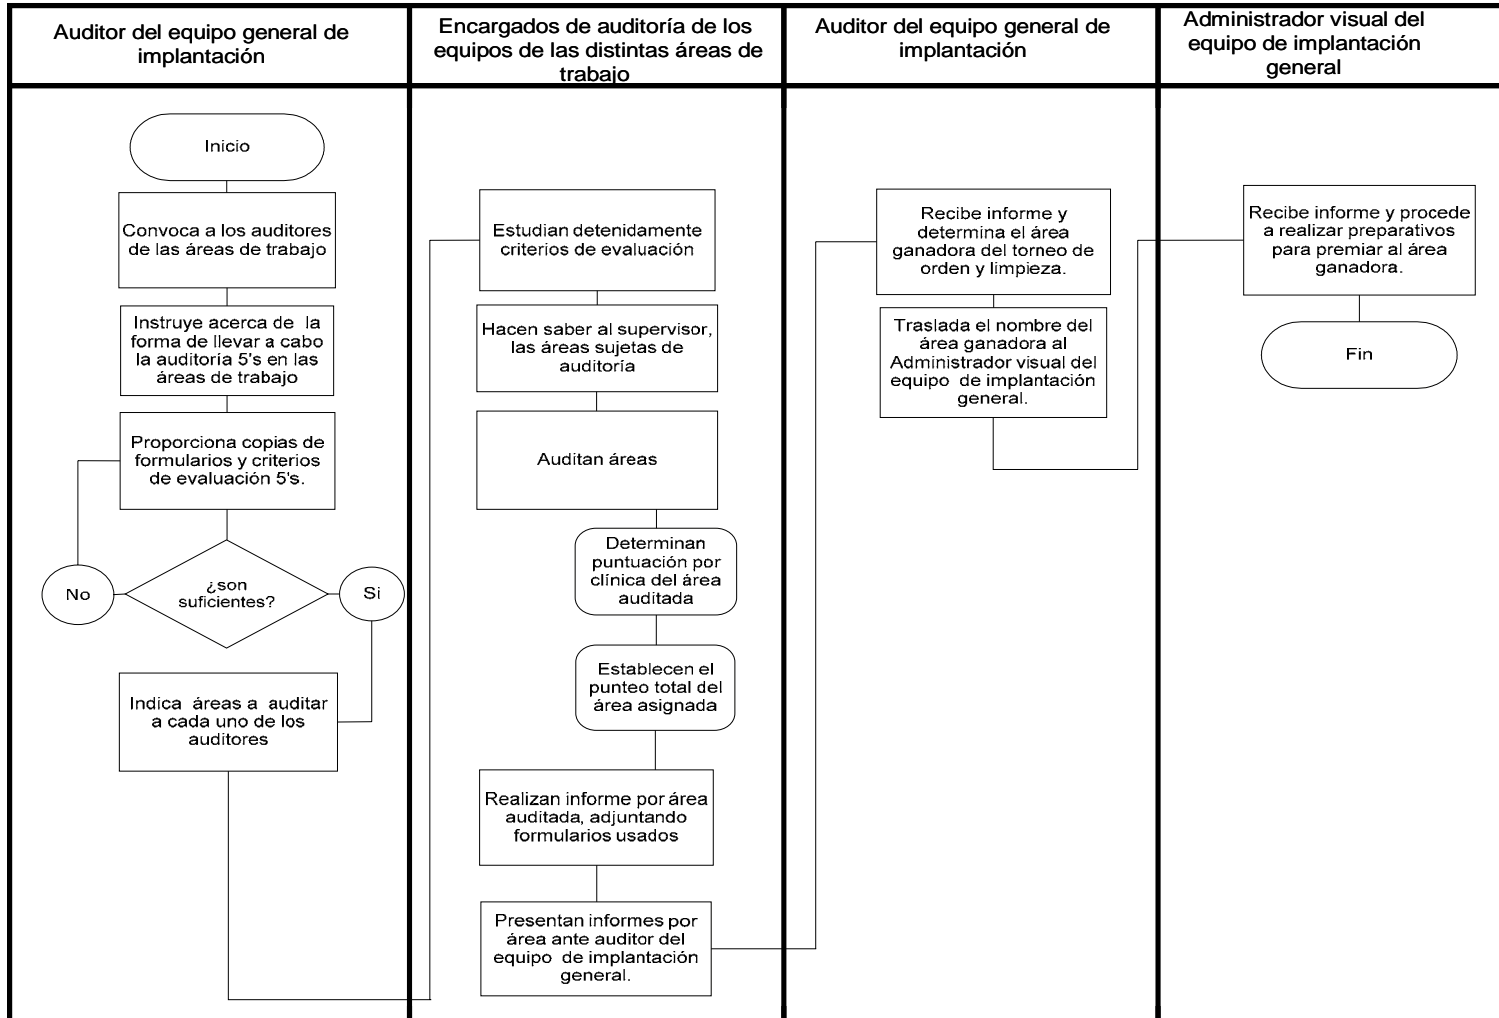 Auditor del equipo general de
implantación
Encargados de auditoría de los
equipos de las distintas áreas de
trabajo
Auditor del equipo general de
implantación
Administrador visual del
equipo de implantación
general
Inicio
Convoca a los auditores
de las áreas de trabajo
Instruye acerca de la
forma de llevar a cabo
la auditoría 5's en las
áreas de trabajo
Proporciona copias de
formularios y criterios
de evaluación 5's.
¿son
suficientes?
No
Si
Indica áreas a auditar
a cada uno de los
auditores
Estudian detenidamente
criterios de evaluación
Hacen saber al supervisor,
las áreas sujetas de
auditoría
Auditan áreas
Determinan
puntuación por
clínica del área
auditada
Establecen el
punteo total del
área asignada
Realizan informe por área
auditada, adjuntando
formularios usados
Presentan informes por
área ante auditor del
equipo de implantación
general.
Recibe informe y
determina el área
ganadora del torneo de
orden y limpieza.
Traslada el nombre del
área ganadora al
Administrador visual del
equipo de implantación
general.
Recibe informe y procede
a realizar preparativos
para premiar al área
ganadora.
Fin